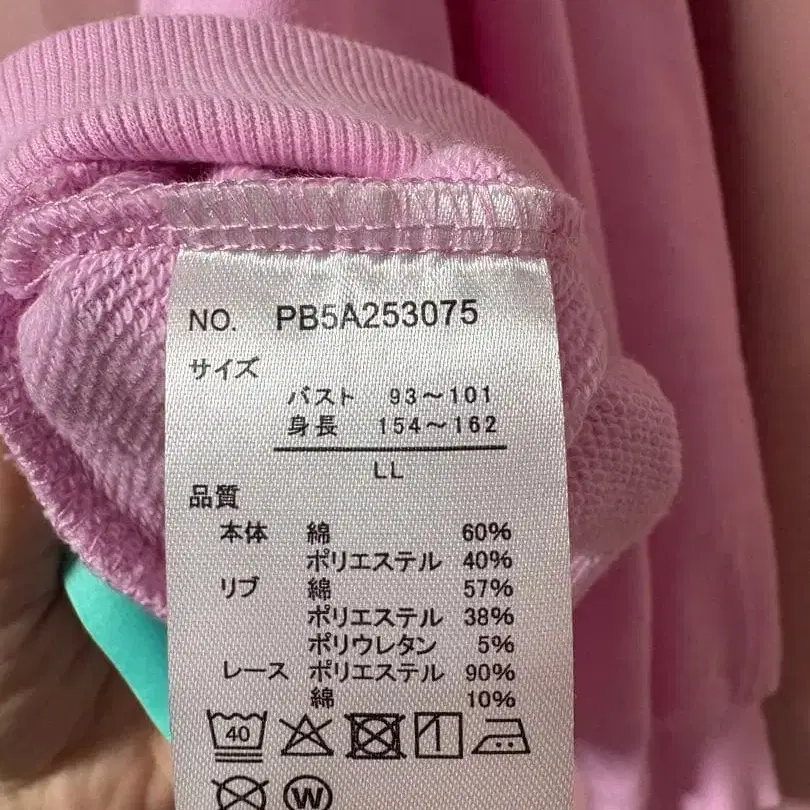 NO. PB5A253075
サイズ
バスト 93～101
身長 154～162
LL
品質
本体 綿 60%
ポリエステル 40%
リブ 綿 57%
ポリエステル 38%
ポリウレタン 5%
レース ポリエステル 90%
綿 10%
40
W